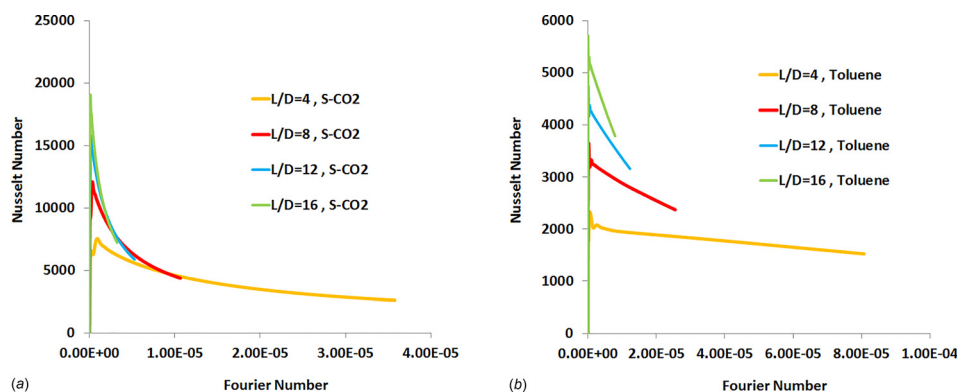 25000
20000
15000
10000
5000
0
Nusselt Number
L/D=4 , S-CO2
L/D=8 , S-CO2
L/D=12 , S-CO2
L/D=16 , S-CO2
0.00E+00 1.00E-05 2.00E-05 3.00E-05 4.00E-05
Fourier Number
(a)
6000
5000
4000
3000
2000
1000
0
Nusselt Number
L/D=4 , Toluene
L/D=8 , Toluene
L/D=12 , Toluene
L/D=16 , Toluene
0.00E+00 2.00E-05 4.00E-05 6.00E-05 8.00E-05 1.00E-04
Fourier Number
(b)